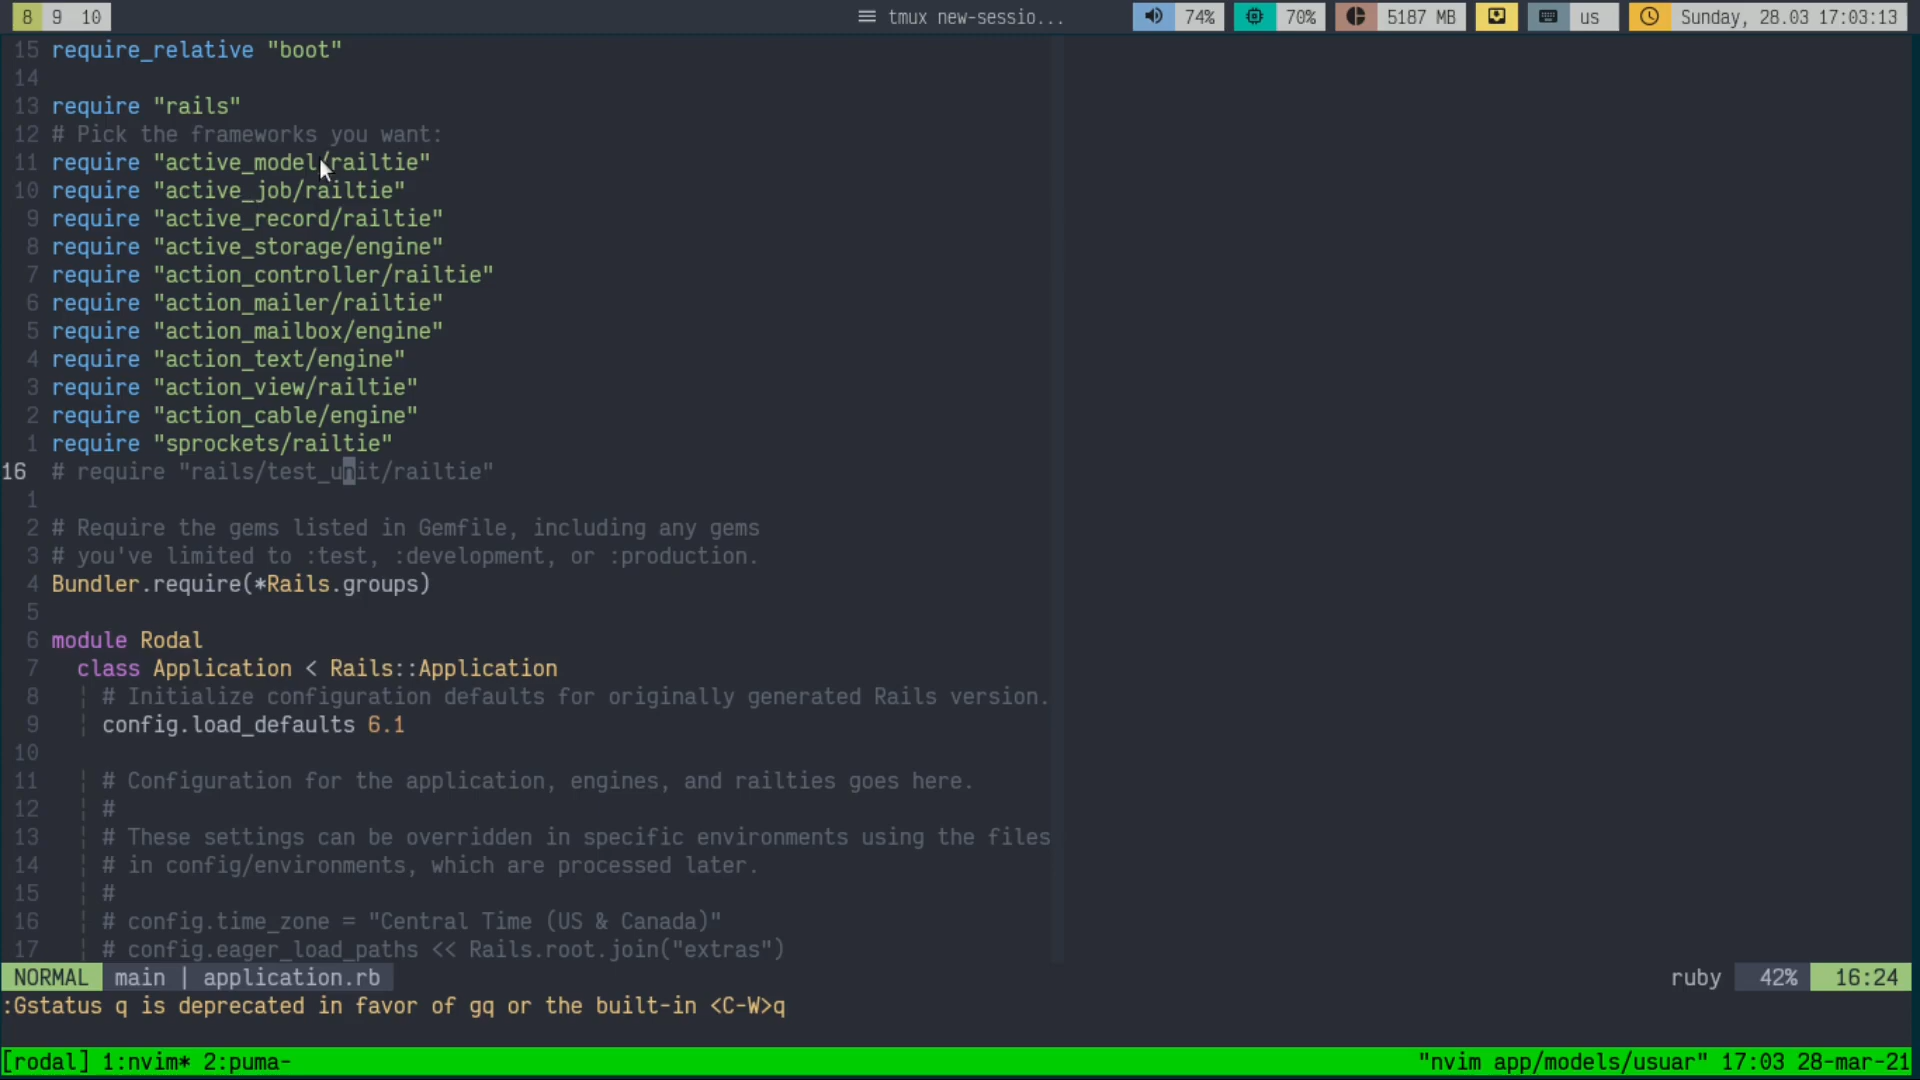 8 9 10 tmux new-sessio... 74% 70% 5187 MB us Sunday, 28.03 17:03:13
15 require_relative "boot"
14
13 require "rails"
12 # Pick the frameworks you want:
11 require "active_model/railtie"
10 require "active_job/railtie"
9 require "active_record/railtie"
8 require "active_storage/engine"
7 require "action_controller/railtie"
6 require "action_mailer/railtie"
5 require "action_mailbox/engine"
4 require "action_text/engine"
3 require "action_view/railtie"
2 require "action_cable/engine"
1 require "sprockets/railtie"
16 # require "rails/test_unit/railtie"
1
2 # Require the gems listed in Gemfile, including any gems
3 # you've limited to :test, :development, or :production.
4 Bundler.require(*Rails.groups)
5
6 module Rodal
7 class Application < Rails::Application
8 # Initialize configuration defaults for originally generated Rails version.
9 config.load_defaults 6.1
10
11 # Configuration for the application, engines, and railties goes here.
12 #
13 # These settings can be overridden in specific environments using the files
14 # in config/environments, which are processed later.
15 #
16 # config.time_zone = "Central Time (US & Canada)"
17 # config.eager_load_paths << Rails.root.join("extras")
NORMAL main | application.rb ruby 42% 16:24
:Gstatus q is deprecated in favor of gq or the built-in <C-W>q
[rodal] 1:nvim* 2:puma- "nvim app/models/usuar" 17:03 28-mar-21